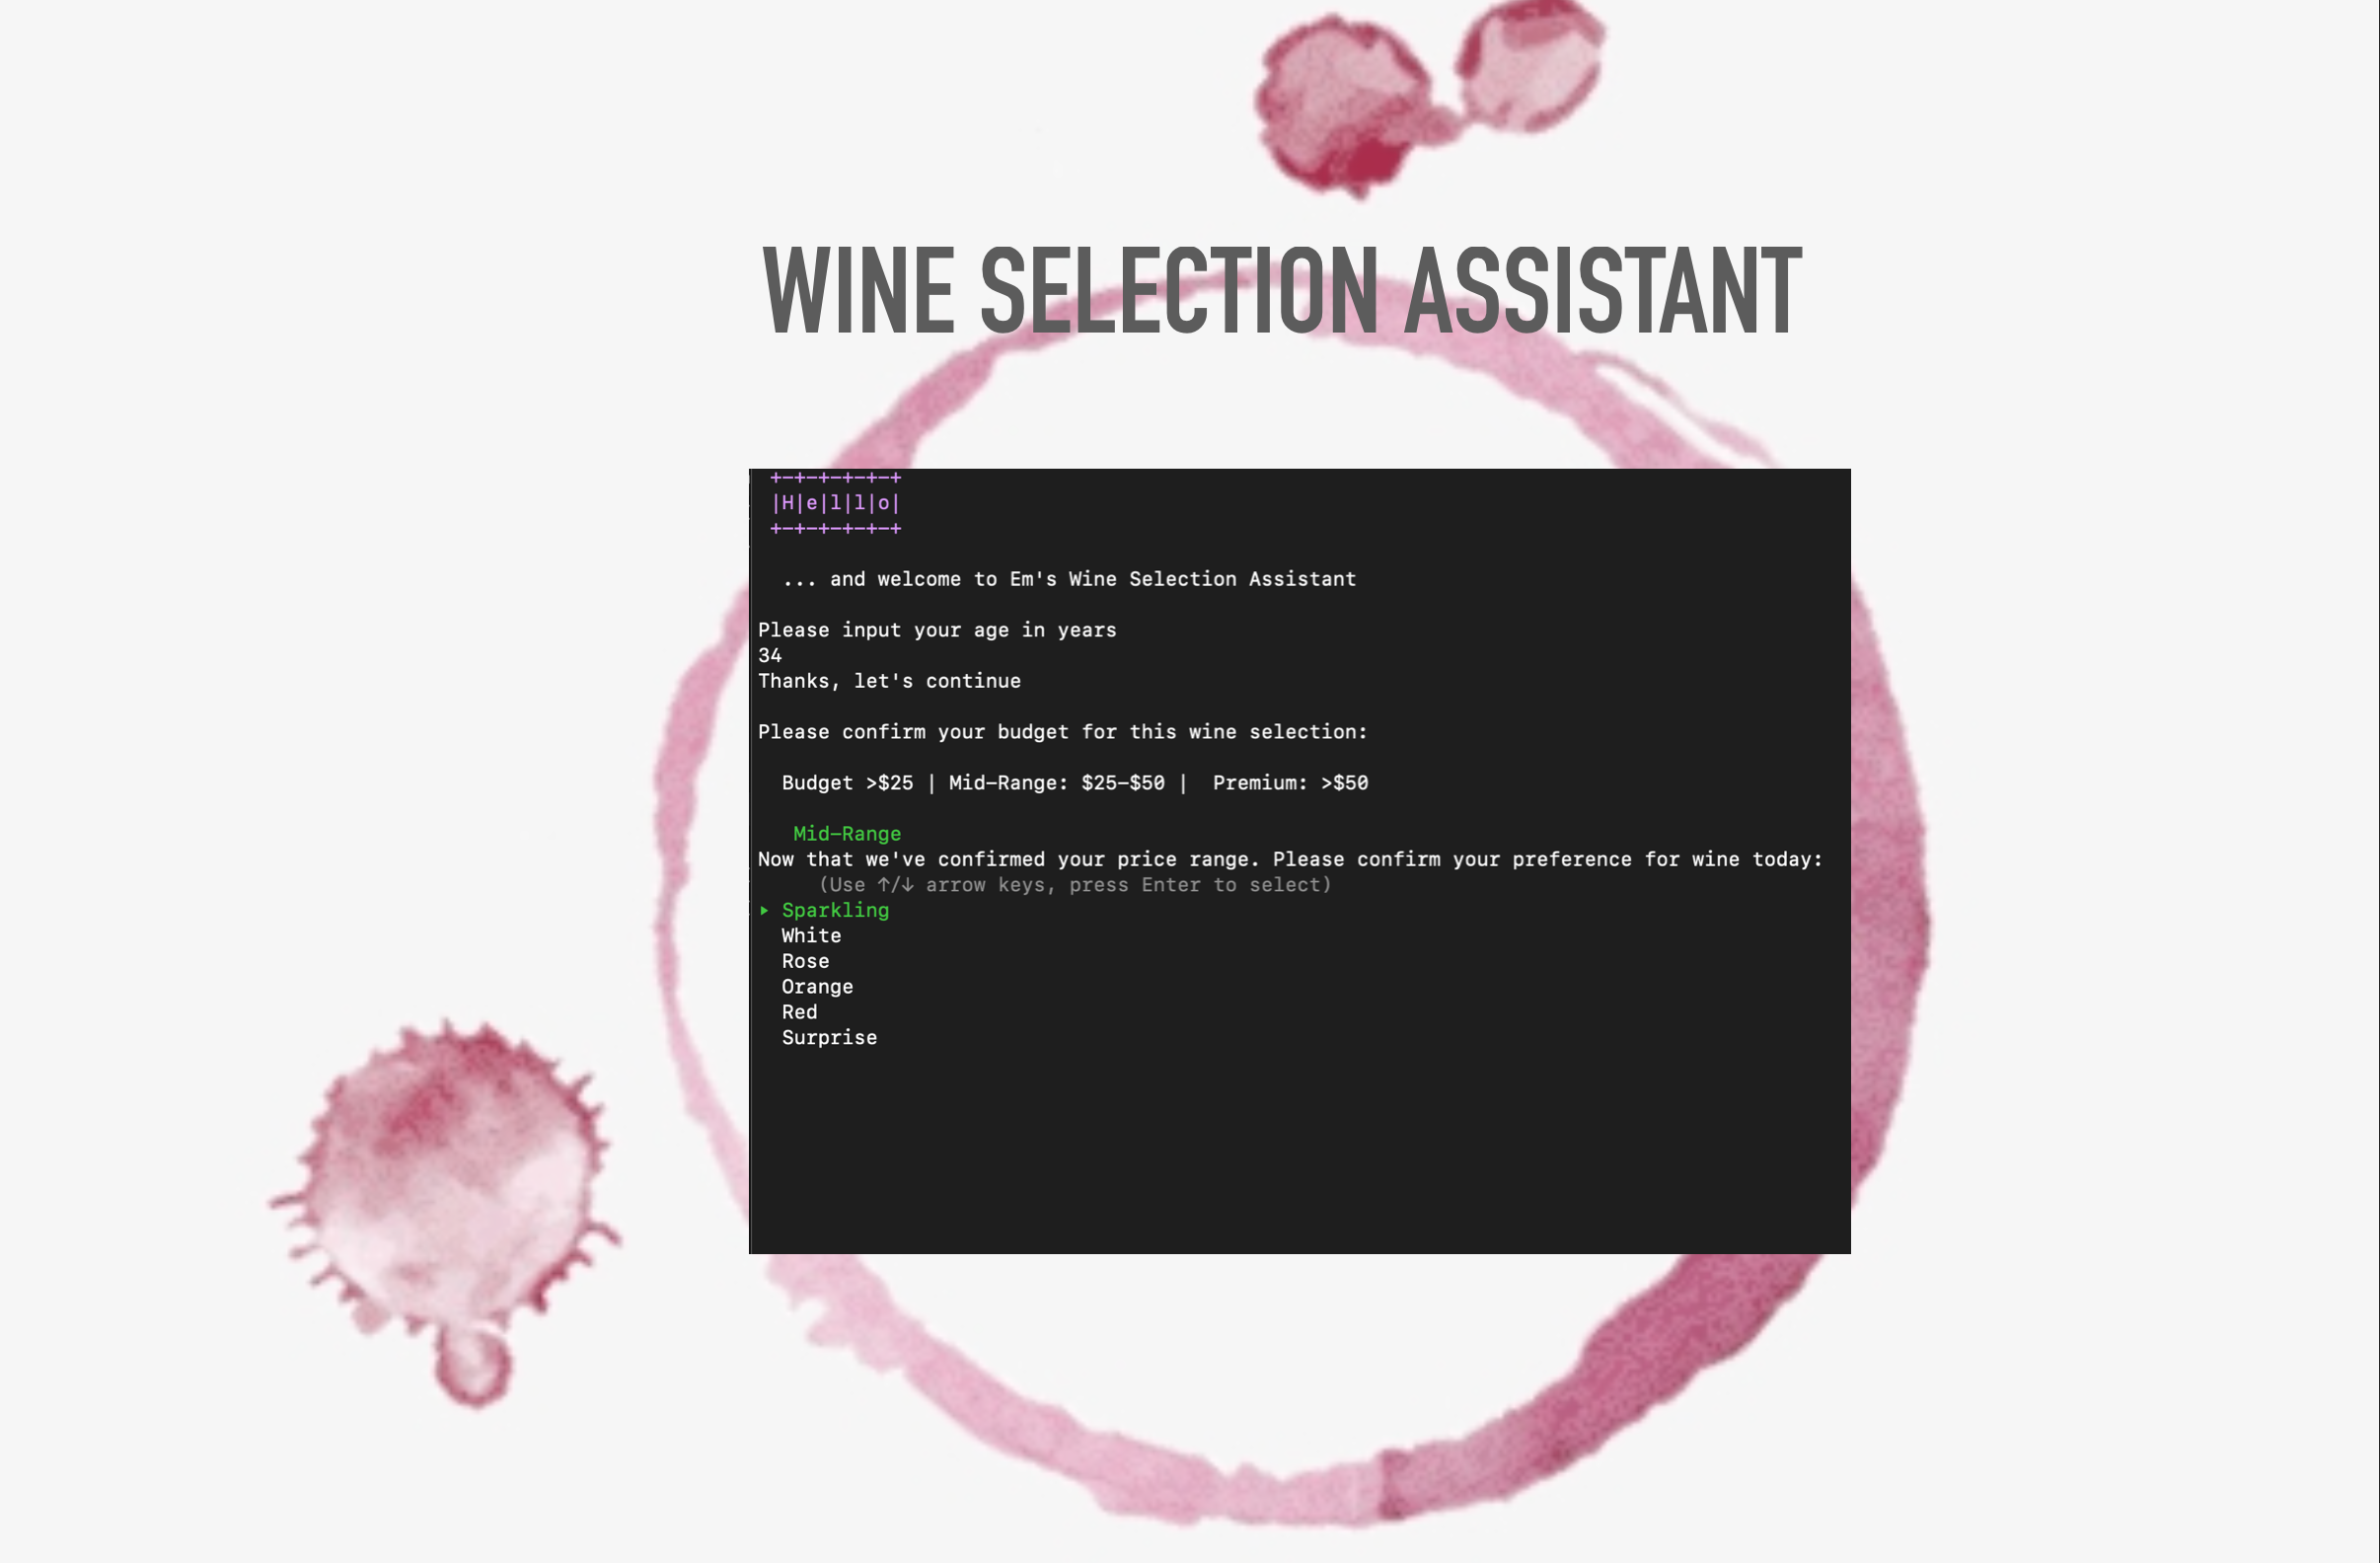 WINE SELECTION ASSISTANT
+-+-+-+-+-+
|H|e|l|l|o|
+-+-+-+-+-+
... and welcome to Em's Wine Selection Assistant
Please input your age in years
34
Thanks, let's continue
Please confirm your budget for this wine selection:
Budget >$25 | Mid-Range: $25-$50 |  Premium: >$50
Mid-Range
Now that we've confirmed your price range. Please confirm your preference for wine today:
(Use ↑/↓ arrow keys, press Enter to select)
‣ Sparkling
White
Rose
Orange
Red
Surprise